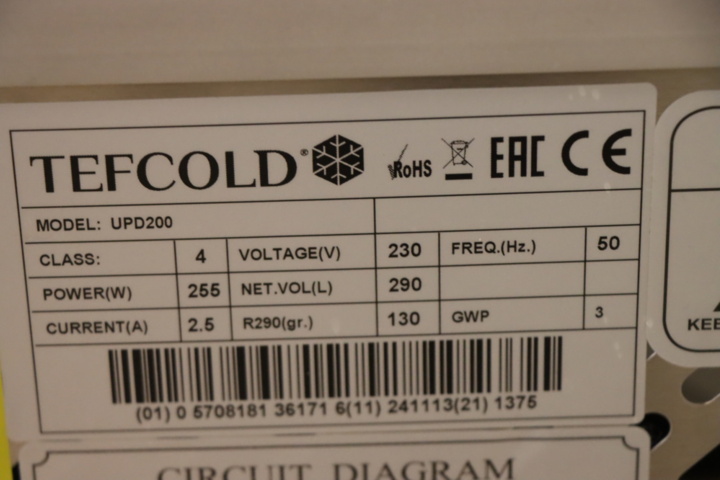 TEFCOLD® RoHS EAC CE
MODEL: UPD200
CLASS: 4 VOLTAGE(V) 230 FREQ.(Hz.) 50
POWER(W) 255 NET.VOL(L) 290
CURRENT(A) 2.5 R290(gr.) 130 GWP 3
(01) 0 5708181 36171 6(11) 241113(21) 1375
CIRCUIT DIAGRAM